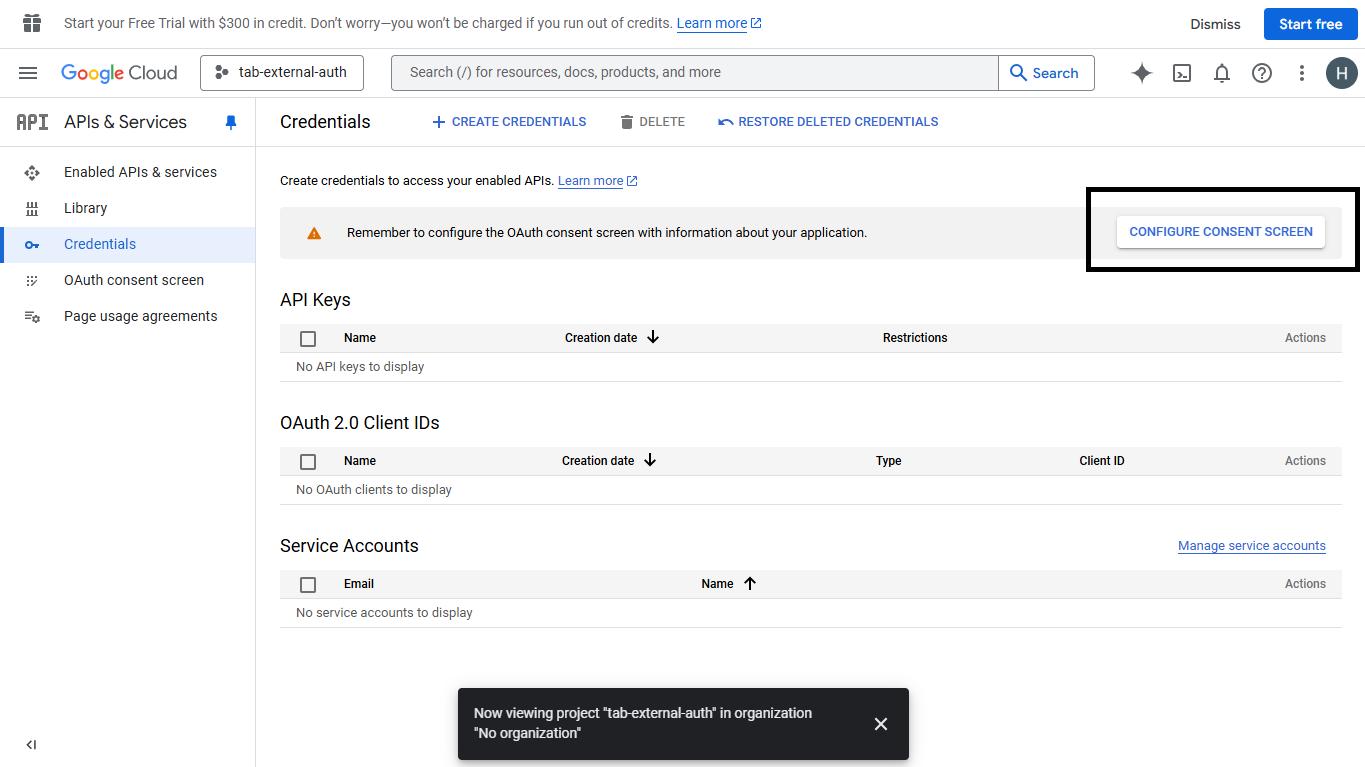 Start your Free Trial with $300 in credit. Don’t worry—you won’t be charged if you run out of credits. Learn more
Dismiss
Start free
Google Cloud
tab-external-auth
Search (/) for resources, docs, products, and more
Search
H
API APIs & Services
Credentials
CREATE CREDENTIALS
DELETE
RESTORE DELETED CREDENTIALS
Enabled APIs & services
Library
Credentials
OAuth consent screen
Page usage agreements
Create credentials to access your enabled APIs. Learn more
Remember to configure the OAuth consent screen with information about your application.
CONFIGURE CONSENT SCREEN
API Keys
Name Creation date Restrictions Actions
No API keys to display
OAuth 2.0 Client IDs
Name Creation date Type Client ID Actions
No OAuth clients to display
Service Accounts
Manage service accounts
Email Name Actions
No service accounts to display
Now viewing project "tab-external-auth" in organization
"No organization"